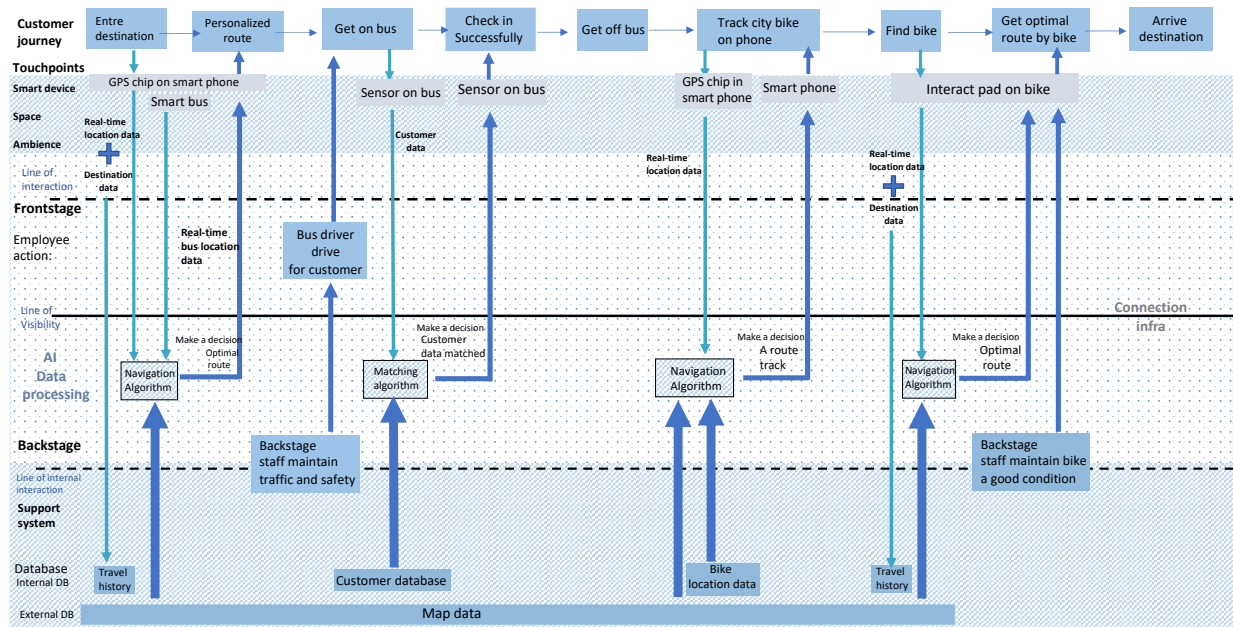 Customer
journey
Entre
destination
Personalized
route
Get on bus
Check in
Successfully
Get off bus
Track city bike
on phone
Find bike
Get optimal
route by bike
Arrive
destination
Touchpoints
Smart device
GPS chip on smart phone
Smart bus
Sensor on bus
Sensor on bus
GPS chip in
smart phone
Smart phone
Interact pad on bike
Space
Real-time
location data
Customer
data
Ambience
Real-time
location data
Real-time
location data
Line of
interaction
Destination
data
Destination
data
Frontstage
Employee
action:
Real-time
bus location
data
Bus driver
drive
for customer
Line of
Visibility
Connection
infra
AI
Data
processing
Navigation
Algorithm
Make a decision
Optimal
route
Matching
algorithm
Make a decision
Customer
data matched
Navigation
Algorithm
Make a decision
A route
track
Navigation
Algorithm
Make a decision
Optimal
route
Backstage
Backstage
staff maintain
traffic and safety
Backstage
staff maintain bike
a good condition
Line of internal
interaction
Support
system
Database
Internal DB
Travel
history
Customer database
Bike
location data
Travel
history
External DB
Map data